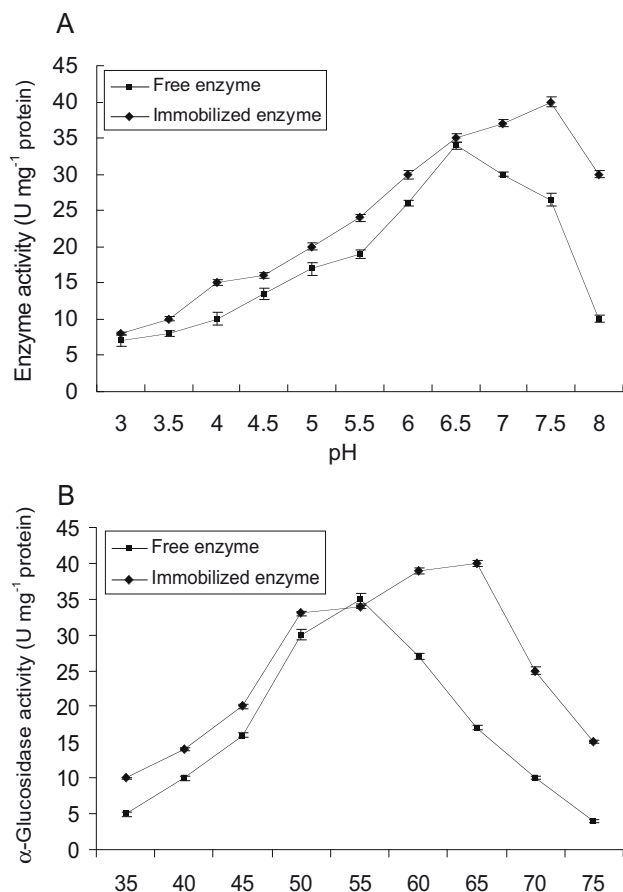 A
Enzyme activity (U mg⁻¹ protein)
45
40
35
30
25
20
15
10
5
0
Free enzyme
Immobilized enzyme
3 3.5 4 4.5 5 5.5 6 6.5 7 7.5 8
pH
B
α-Glucosidase activity (U mg⁻¹ protein)
45
40
35
30
25
20
15
10
5
0
Free enzyme
Immobilized enzyme
35 40 45 50 55 60 65 70 75